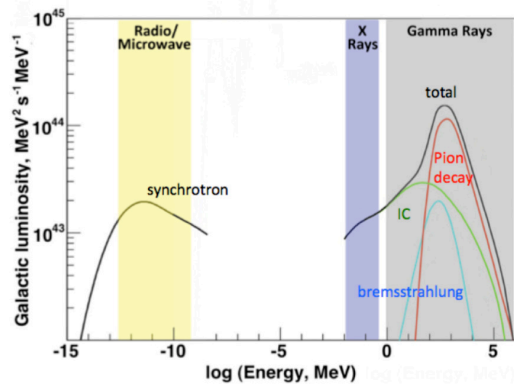 10^45
10^44
10^43
Galactic luminosity, MeV² s⁻¹ MeV⁻¹
Radio/
Microwave
X
Rays
Gamma Rays
total
Pion
decay
synchrotron
IC
bremsstrahlung
-15
-10
-5
0
5
log (Energy, MeV)